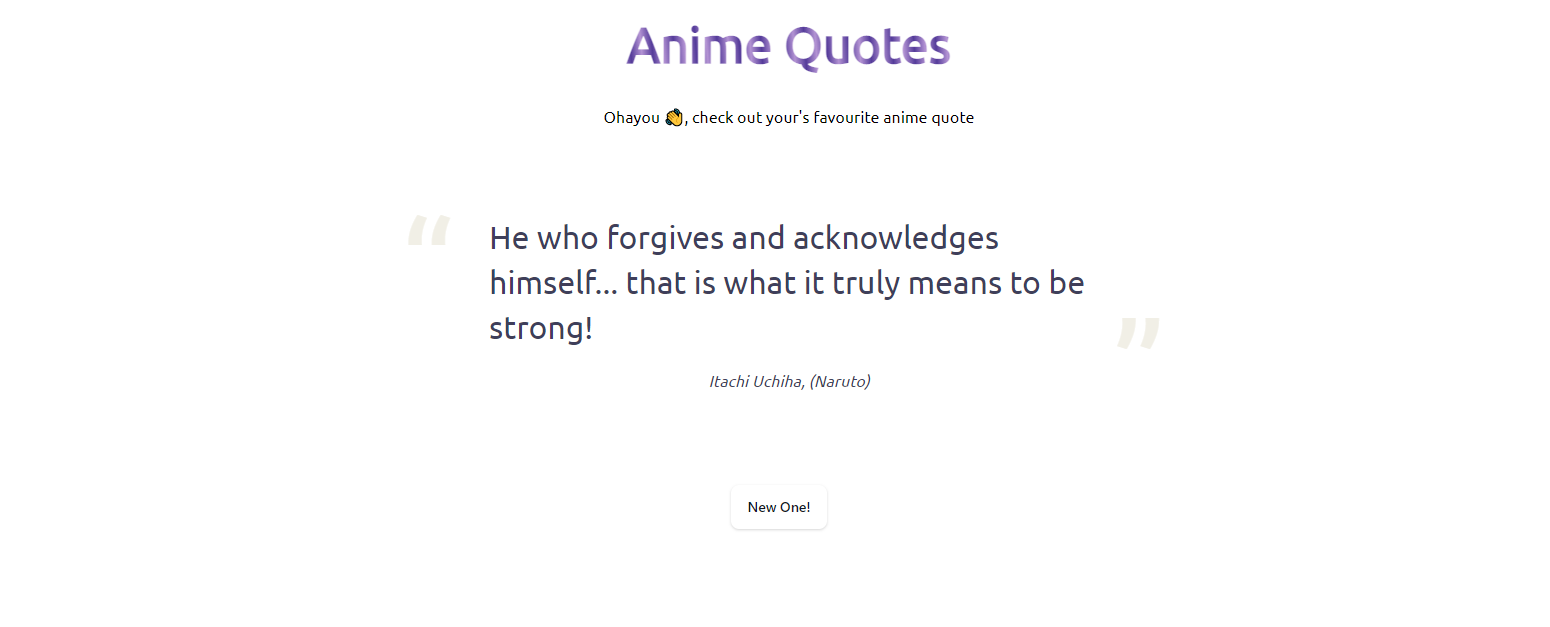 Anime Quotes
Ohayou 👏, check out your's favourite anime quote
“
He who forgives and acknowledges
himself... that is what it truly means to be
strong!
”
Itachi Uchiha, (Naruto)
New One!